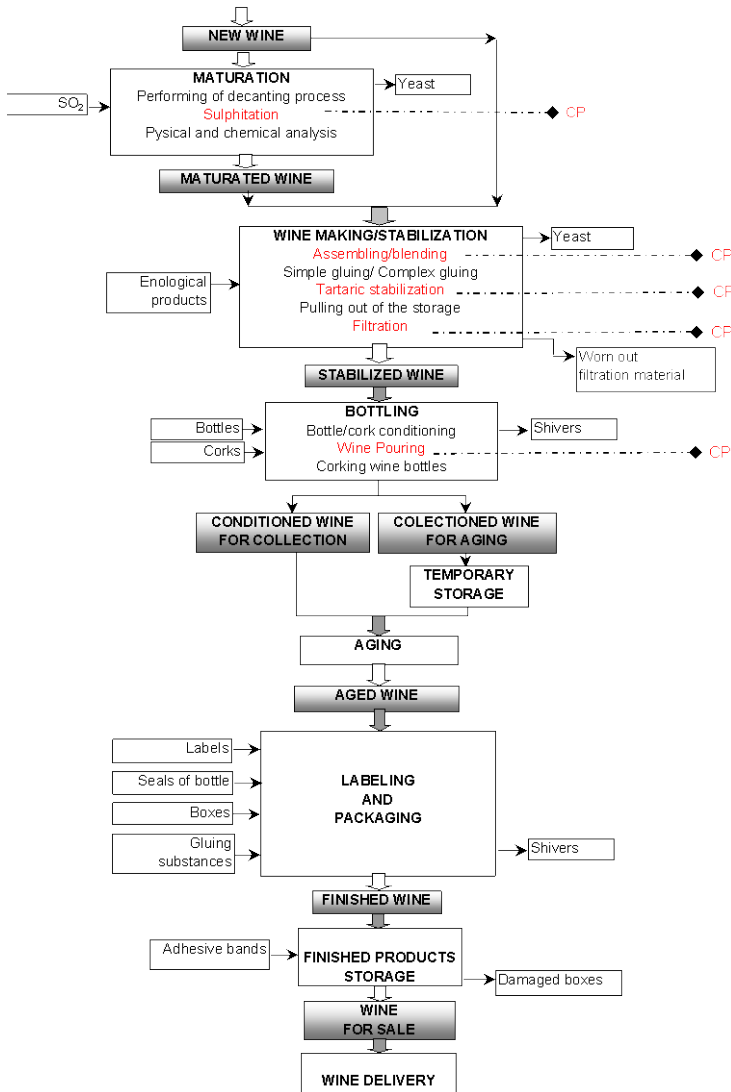 NEW WINE
MATURATION
Performing of decanting process
Sulphitation
Pysical and chemical analysis
SO₂
Yeast
CP
MATURATED WINE
WINE MAKING/STABILIZATION
Assembling/blending
Simple gluing/ Complex gluing
Tartaric stabilization
Pulling out of the storage
Filtration
Yeast
CP
CP
CP
Enological
products
Worn out
filtration material
STABILIZED WINE
BOTTLING
Bottle/cork conditioning
Wine Pouring
Corking wine bottles
Bottles
Corks
Shivers
CP
CONDITIONED WINE
FOR COLLECTION
COLECTIONED WINE
FOR AGING
TEMPORARY
STORAGE
AGING
AGED WINE
Labels
Seals of bottle
Boxes
Gluing
substances
LABELING
AND
PACKAGING
Shivers
FINISHED WINE
Adhesive bands
FINISHED PRODUCTS
STORAGE
Damaged boxes
WINE
FOR SALE
WINE DELIVERY